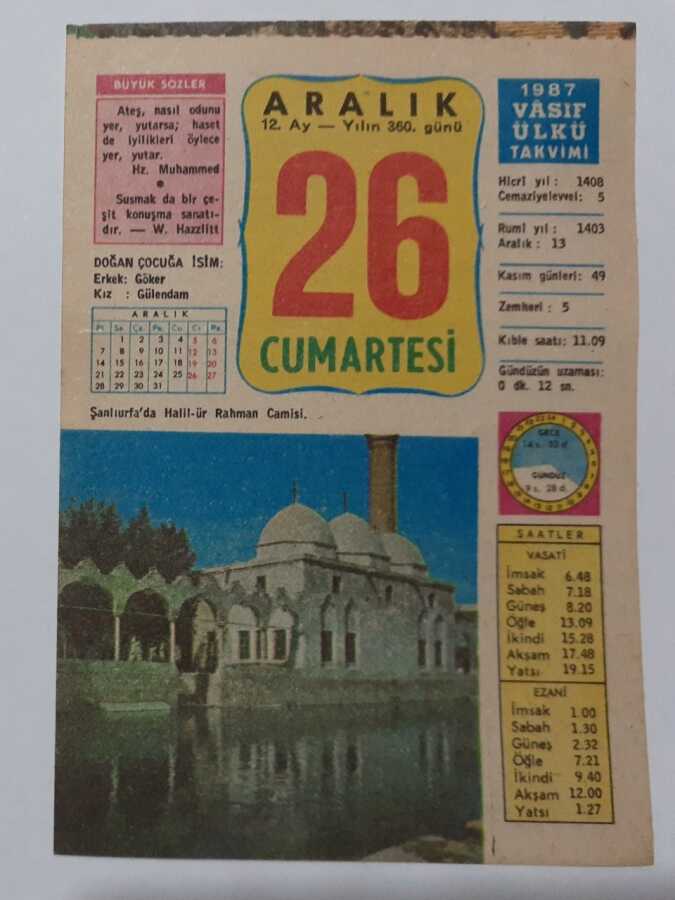 BÜYÜK SÖZLER
Ateş, nasıl odunu
yer, yutarsa; haset
de iyilikleri öylece
yer, yutar.
Hz. Muhammed
Susmak da bir çe-
şit konuşma sanatı-
dır. — W. Hazzlitt
DOĞAN ÇOCUĞA İSİM:
Erkek: Göker
Kız : Gülendam
ARALIK
Pt. Sa. Ça. Pe. Cu. Ct. Pa.
1 2 3 4 5 6
7 8 9 10 11 12 13
14 15 16 17 18 19 20
21 22 23 24 25 26 27
28 29 30 31
ARALIK
12. Ay — Yılın 360. günü
26
CUMARTESİ
1987
VÂSIF
ÜLKÜ
TAKVİMİ
Hicrî yıl : 1408
Cemaziyelevvel: 5
Rumî yıl : 1403
Aralık : 13
Kasım günleri: 49
Zemheri : 5
Kıble saatı: 11.09
Gündüzün uzaması:
0 dk. 12 sn.
Şanlıurfa'da Halil-ür Rahman Camisi.
GECE
14 s. 32 d.
GÜNDÜZ
9 s. 28 d.
SAATLER
VASATİ
İmsak 6.48
Sabah 7.18
Güneş 8.20
Öğle 13.09
İkindi 15.28
Akşam 17.48
Yatsı 19.15
EZANİ
İmsak 1.00
Sabah 1.30
Güneş 2.32
Öğle 7.21
İkindi 9.40
Akşam 12.00
Yatsı 1.27